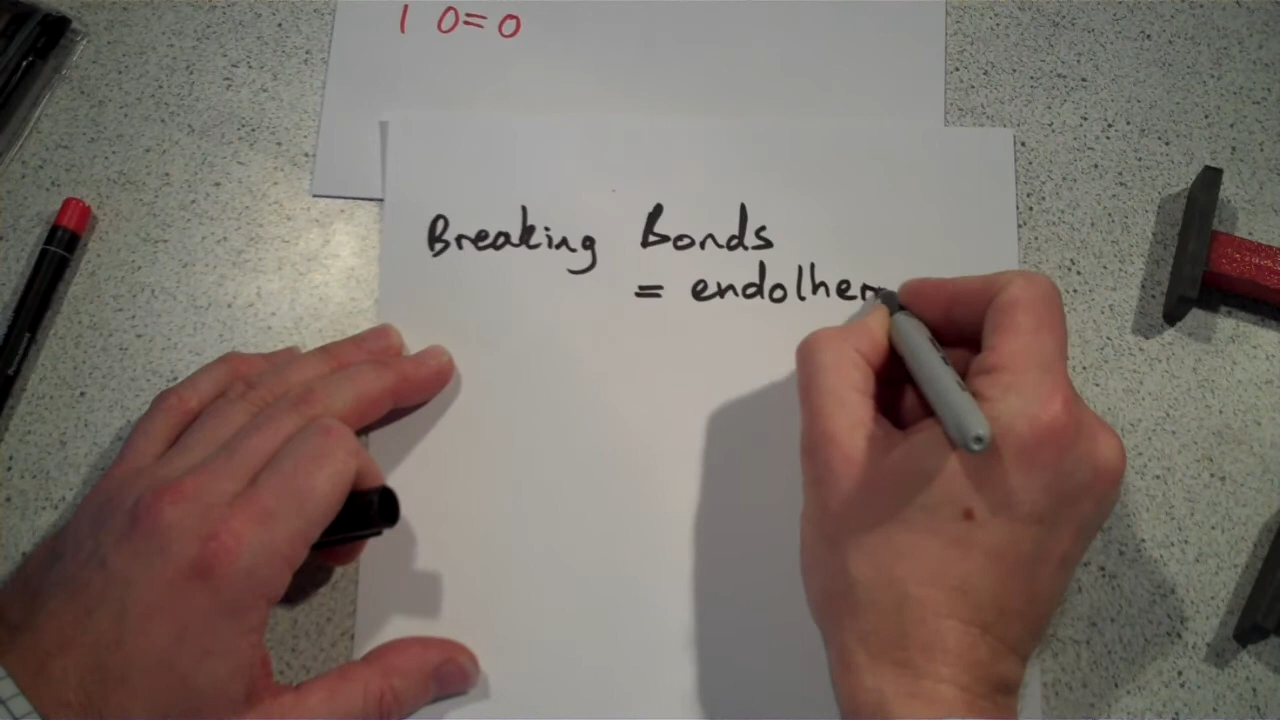 1 0=0
Breaking Bonds
= endother